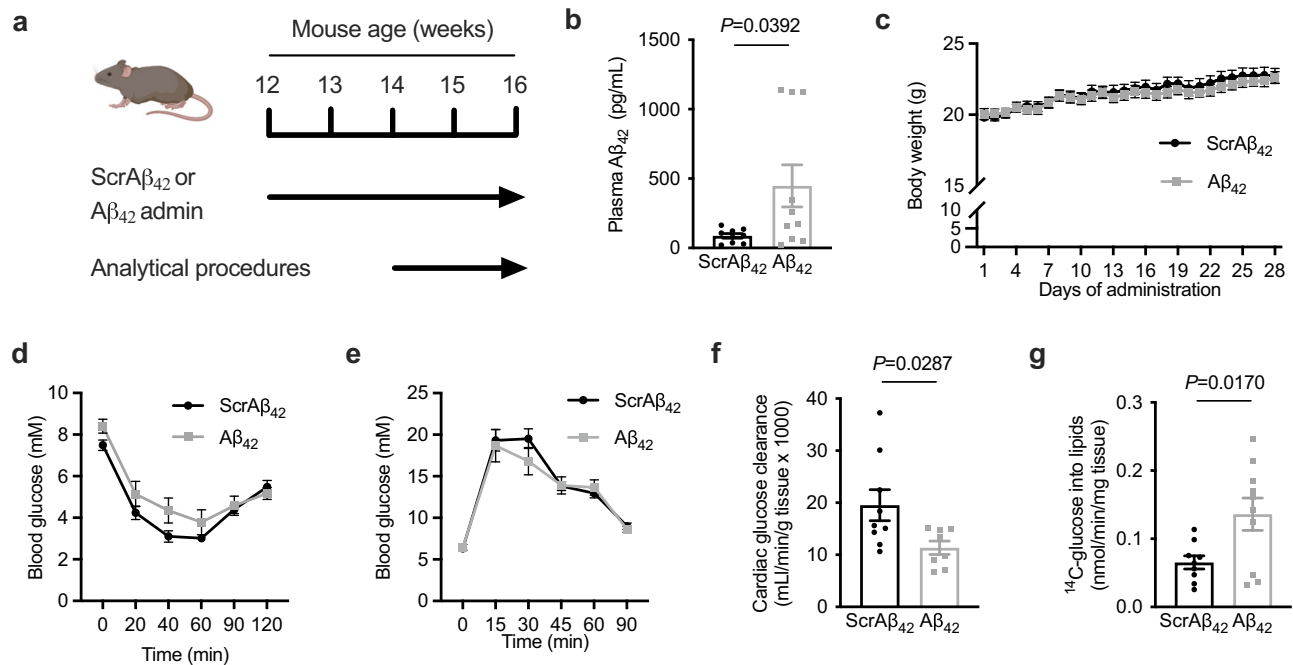 a
Mouse age (weeks)
12 13 14 15 16
ScrAβ42 or
Aβ42 admin
Analytical procedures
b
P=0.0392
Plasma Aβ42 (pg/mL)
1500
1000
500
0
ScrAβ42 Aβ42
c
Body weight (g)
25
20
15
10
5
0
ScrAβ42
Aβ42
1 4 7 10 13 16 19 22 25 28
Days of administration
d
Blood glucose (mM)
10
8
6
4
2
0
ScrAβ42
Aβ42
0 20 40 60 90 120
Time (min)
e
Blood glucose (mM)
25
20
15
10
5
0
ScrAβ42
Aβ42
0 15 30 45 60 90
Time (min)
f
P=0.0287
Cardiac glucose clearance
(mLl/min/g tissue x 1000)
40
30
20
10
0
ScrAβ42 Aβ42
g
P=0.0170
14C-glucose into lipids
(nmol/min/mg tissue)
0.3
0.2
0.1
0.0
ScrAβ42 Aβ42